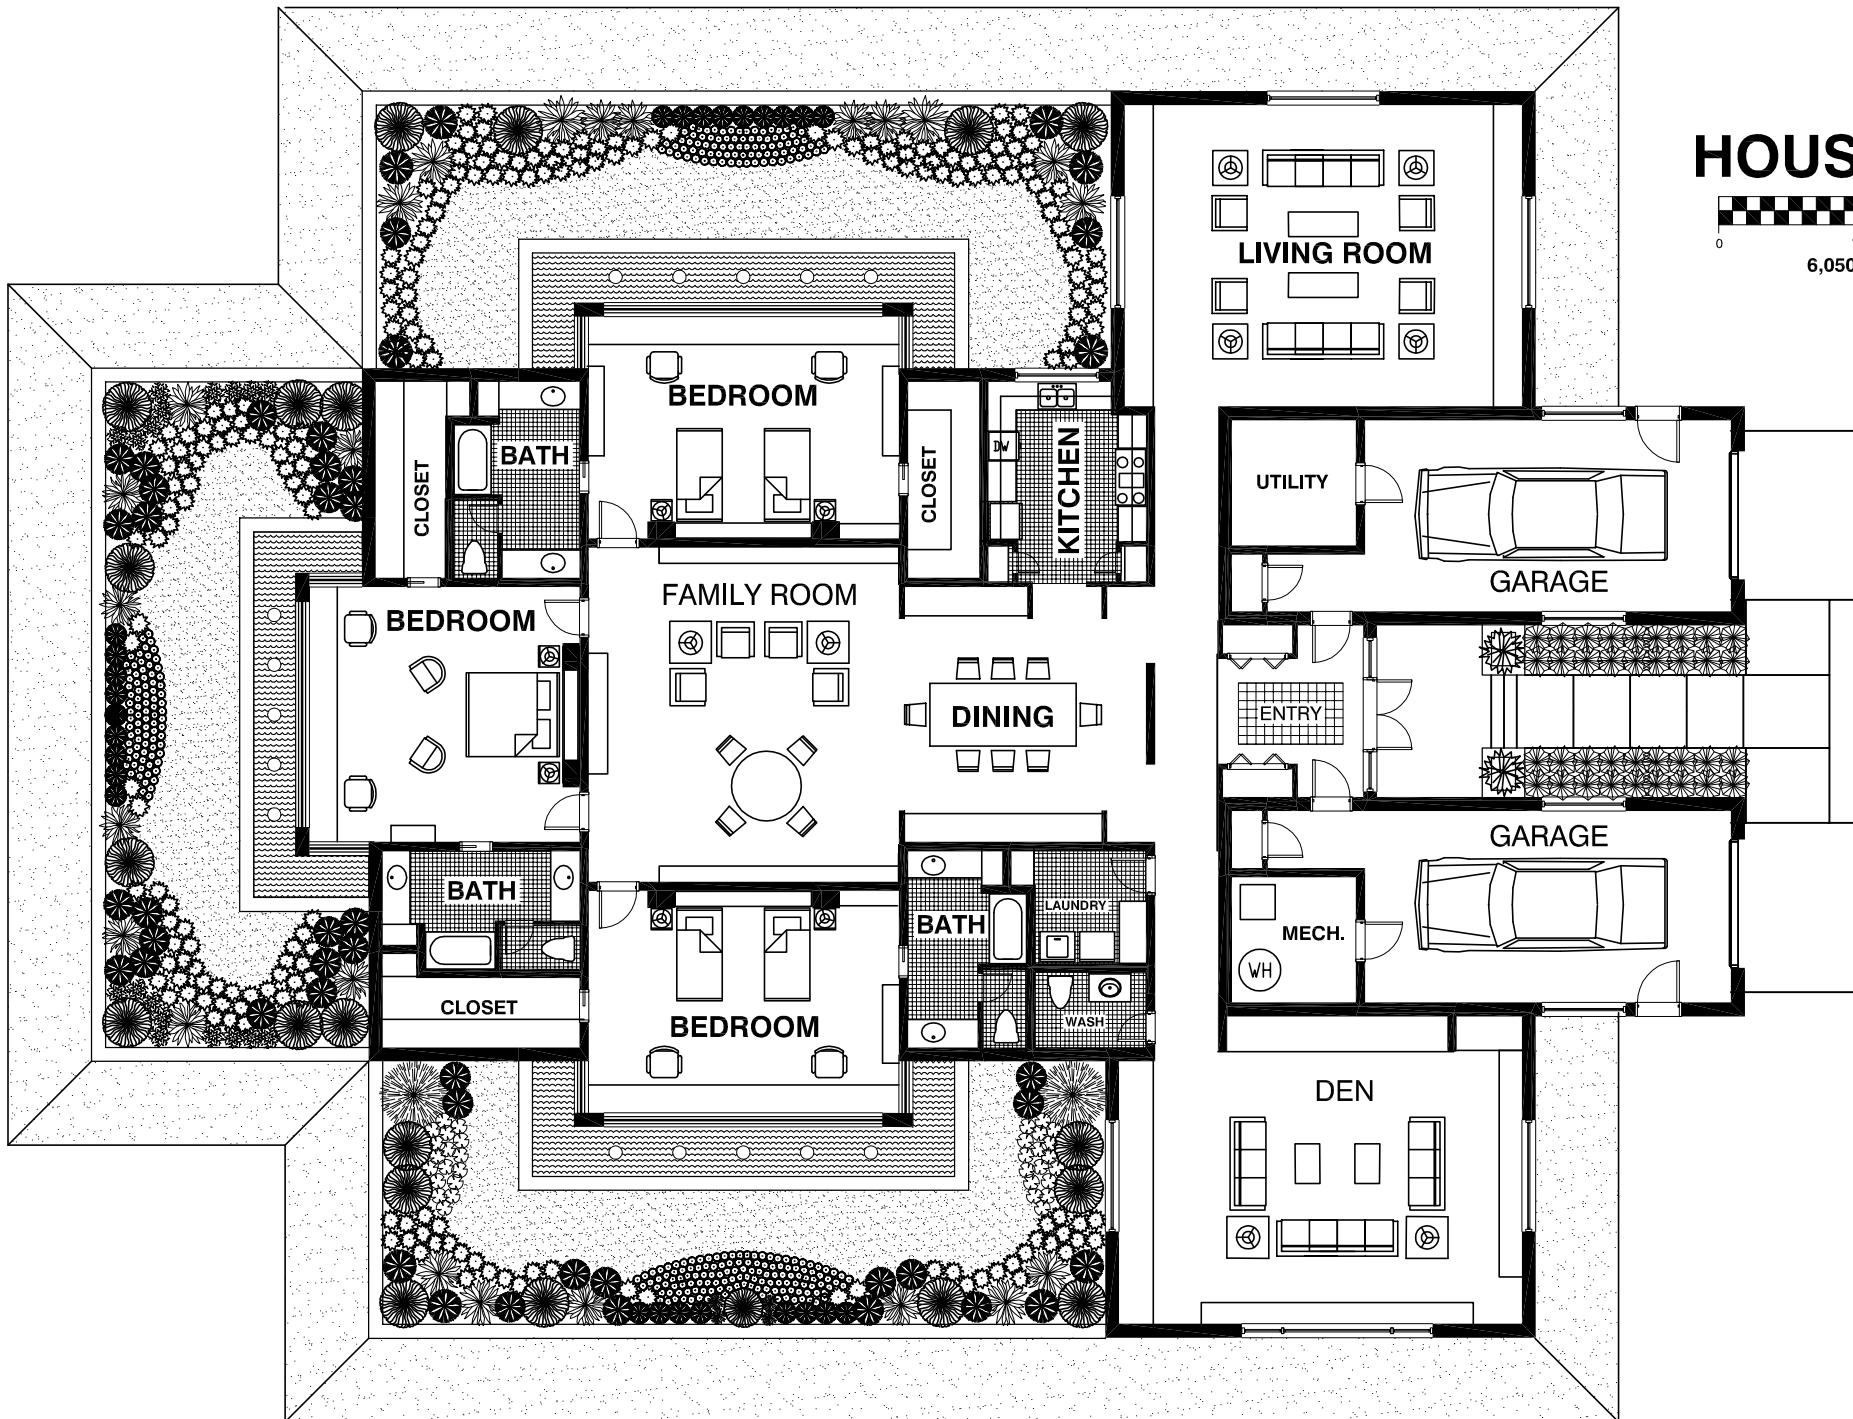 HOUS
0
6,050
LIVING ROOM
BEDROOM
BATH
CLOSET
CLOSET
DW
KITCHEN
UTILITY
GARAGE
FAMILY ROOM
BEDROOM
DINING
ENTRY
GARAGE
BATH
BATH
LAUNDRY
MECH.
WH
CLOSET
BEDROOM
WASH
DEN